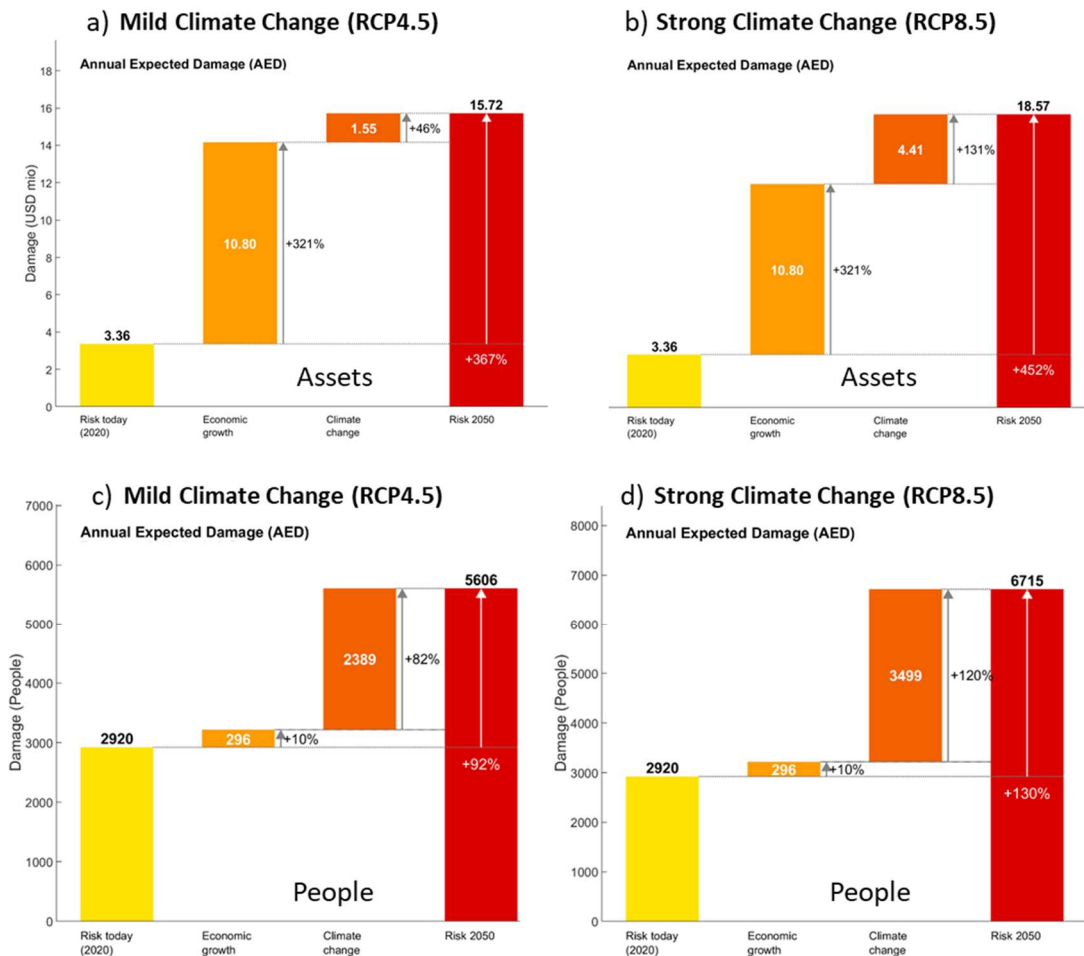 a) Mild Climate Change (RCP4.5)
Annual Expected Damage (AED)
Damage (USD mio)
18
16
14
12
10
8
6
4
2
0
3.36
10.80
+321%
1.55
+46%
15.72
+367%
Assets
Risk today
(2020)
Economic
growth
Climate
change
Risk 2050
b) Strong Climate Change (RCP8.5)
Annual Expected Damage (AED)
3.36
10.80
+321%
4.41
+131%
18.57
+452%
Assets
Risk today
(2020)
Economic
growth
Climate
change
Risk 2050
c) Mild Climate Change (RCP4.5)
Annual Expected Damage (AED)
Damage (People)
7000
6000
5000
4000
3000
2000
1000
0
2920
296
+10%
2389
+82%
5606
+92%
People
Risk today
(2020)
Economic
growth
Climate
change
Risk 2050
d) Strong Climate Change (RCP8.5)
Annual Expected Damage (AED)
Damage (People)
8000
7000
6000
5000
4000
3000
2000
1000
0
2920
296
+10%
3499
+120%
6715
+130%
People
Risk today
(2020)
Economic
growth
Climate
change
Risk 2050